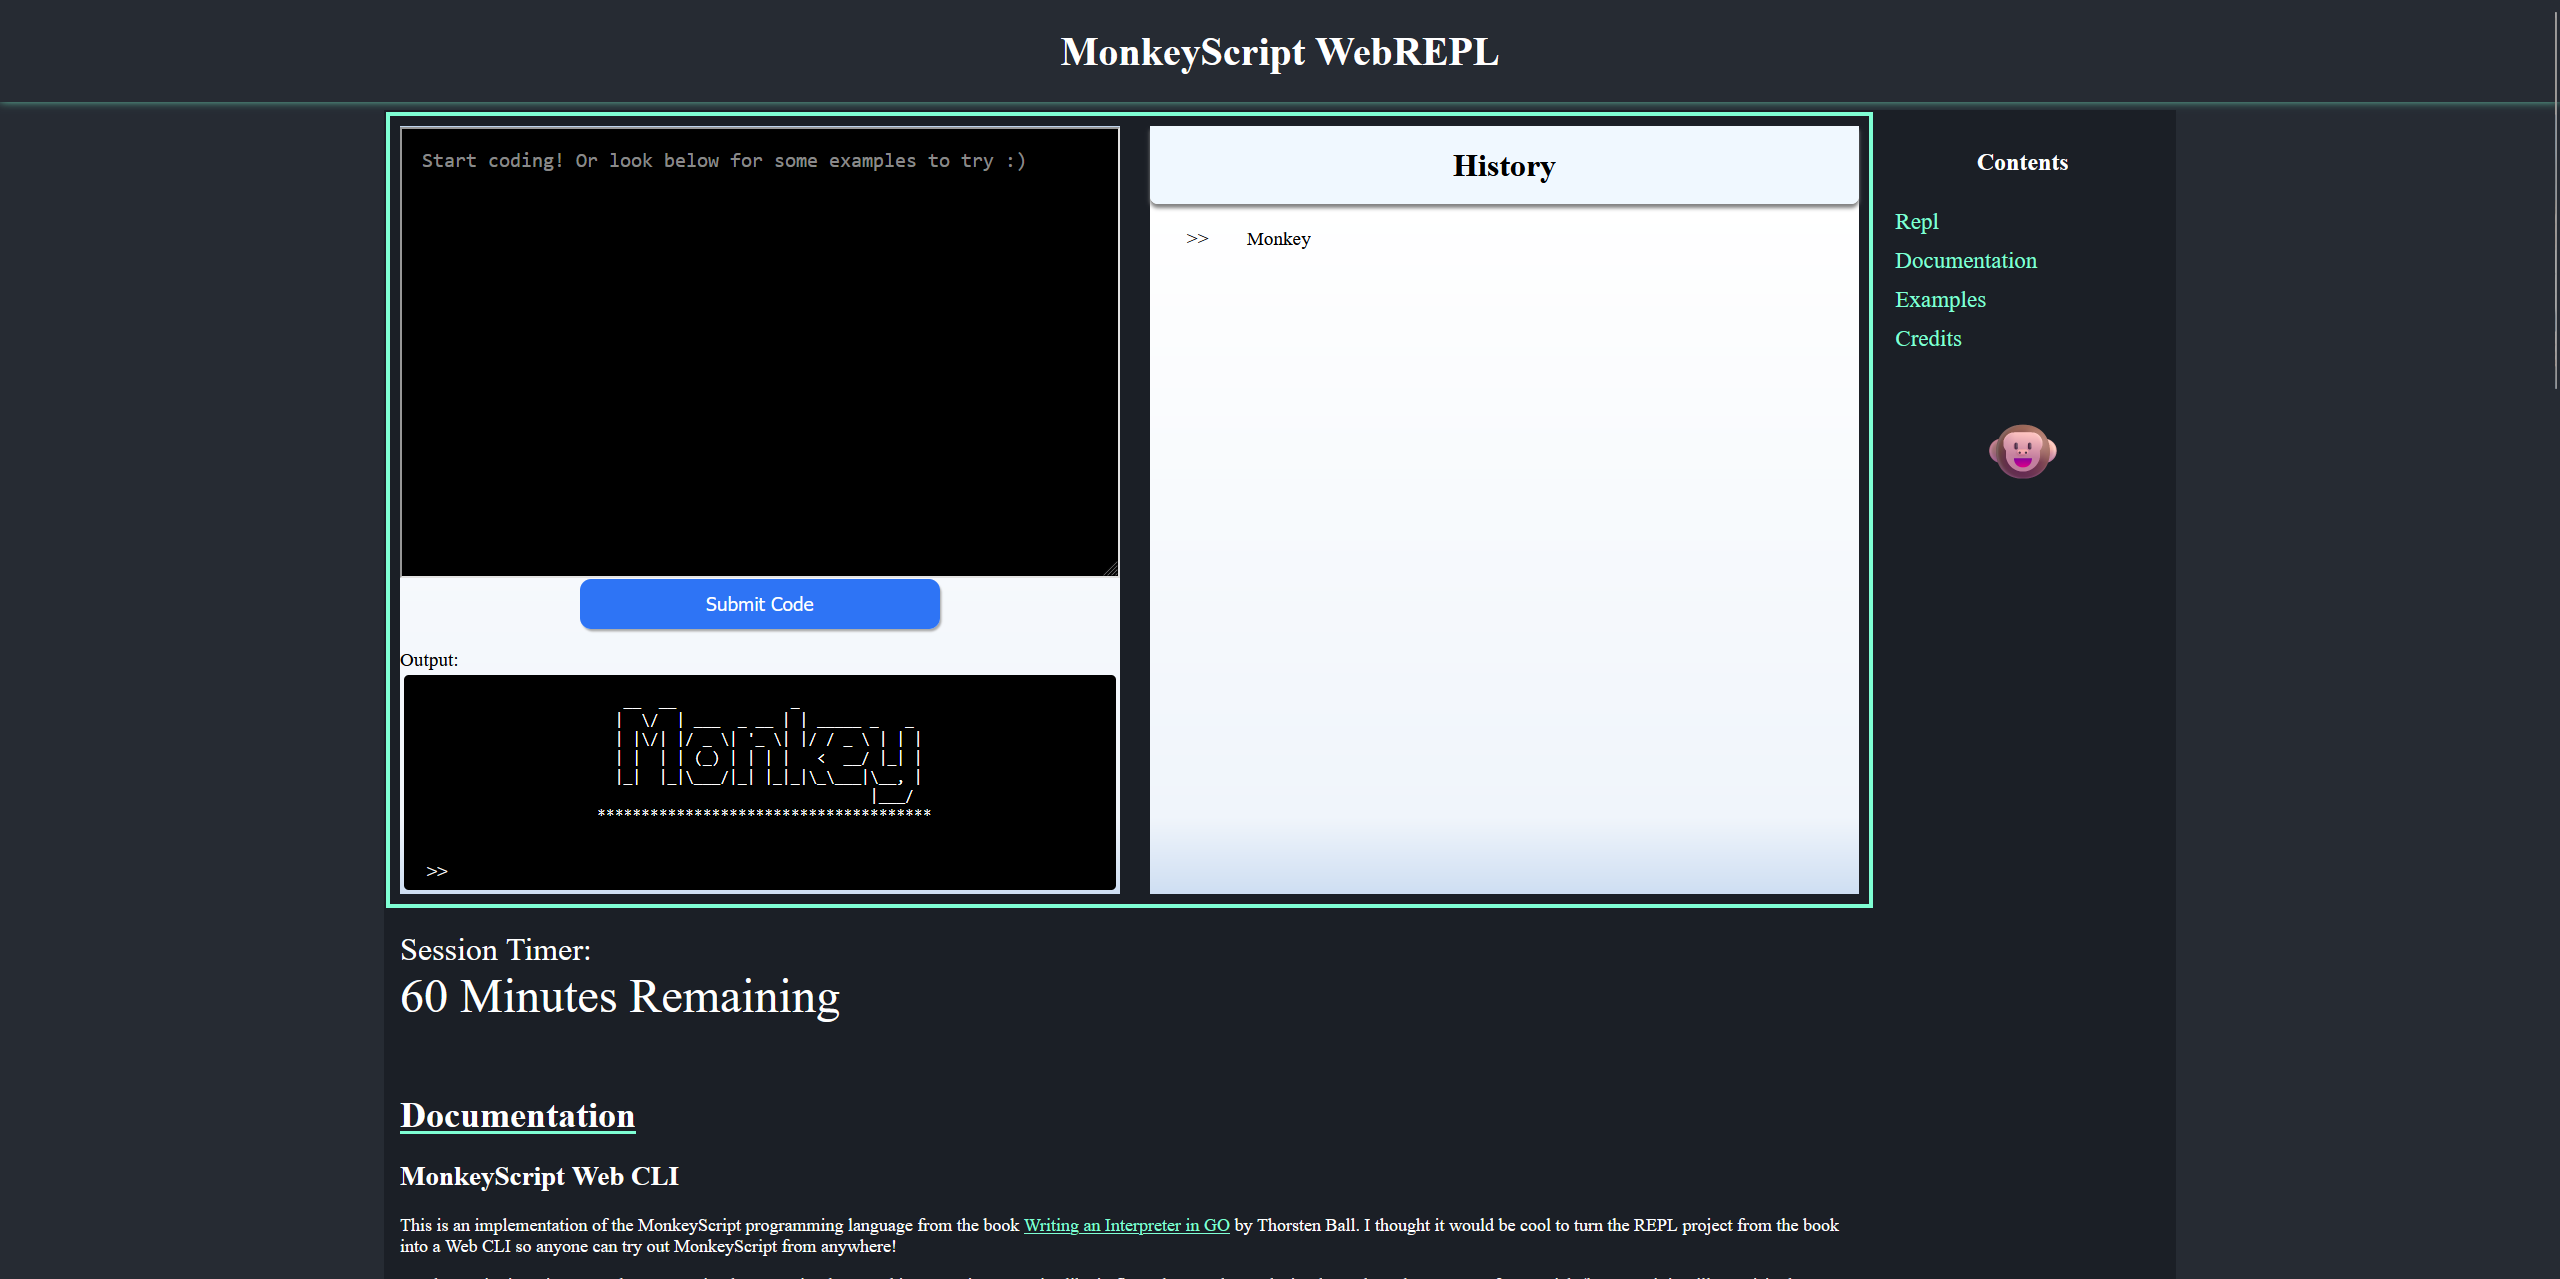 MonkeyScript WebREPL
Start coding! Or look below for some examples to try :)
Submit Code
Output:
Monkey
***************************************
>>
History
>> Monkey
Contents
Repl
Documentation
Examples
Credits
Session Timer:
60 Minutes Remaining
Documentation
MonkeyScript Web CLI
This is an implementation of the MonkeyScript programming language from the book Writing an Interpreter in GO by Thorsten Ball. I thought it would be cool to turn the REPL project from the book
into a Web CLI so anyone can try out MonkeyScript from anywhere!